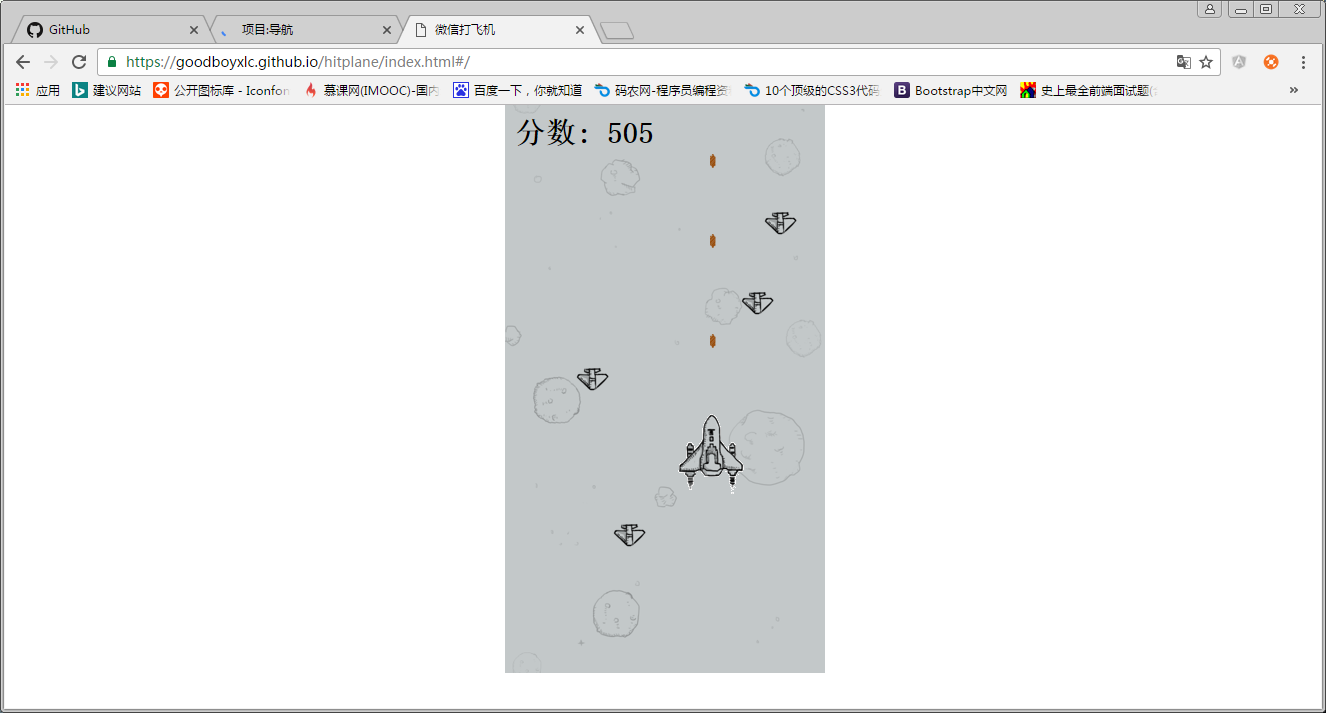 GitHub
项目:导航
微信打飞机
https://goodboyxlc.github.io/hitplane/index.html#/
应用 建议网站 公开图标库 - Iconfon 慕课网(IMOOC)-国内 百度一下，你就知道 码农网-程序员编程资 10个顶级的CSS3代码 Bootstrap中文网 史上最全前端面试题(
分数: 505